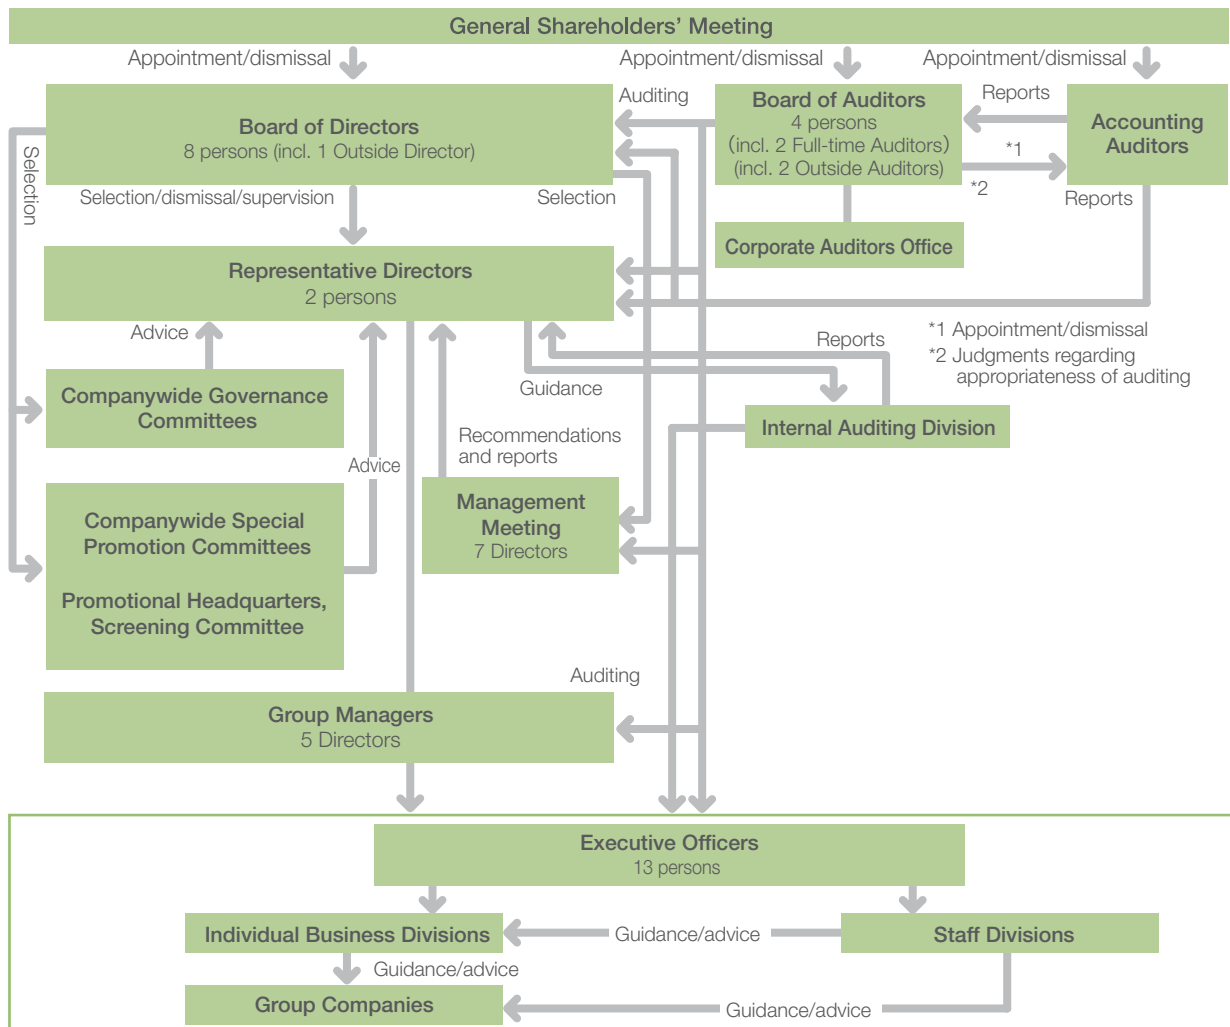 General Shareholders' Meeting
Appointment/dismissal
Appointment/dismissal
Appointment/dismissal
Board of Directors
8 persons (incl. 1 Outside Director)
Auditing
Board of Auditors
4 persons
(incl. 2 Full-time Auditors)
(incl. 2 Outside Auditors)
Reports
*1
*2
Accounting
Auditors
Selection
Selection/dismissal/supervision
Selection
Reports
Corporate Auditors Office
Representative Directors
2 persons
*1 Appointment/dismissal
*2 Judgments regarding
appropriateness of auditing
Advice
Reports
Guidance
Companywide Governance
Committees
Internal Auditing Division
Recommendations
and reports
Advice
Companywide Special
Promotion Committees
Promotional Headquarters,
Screening Committee
Management
Meeting
7 Directors
Auditing
Group Managers
5 Directors
Executive Officers
13 persons
Individual Business Divisions
Guidance/advice
Staff Divisions
Guidance/advice
Group Companies
Guidance/advice